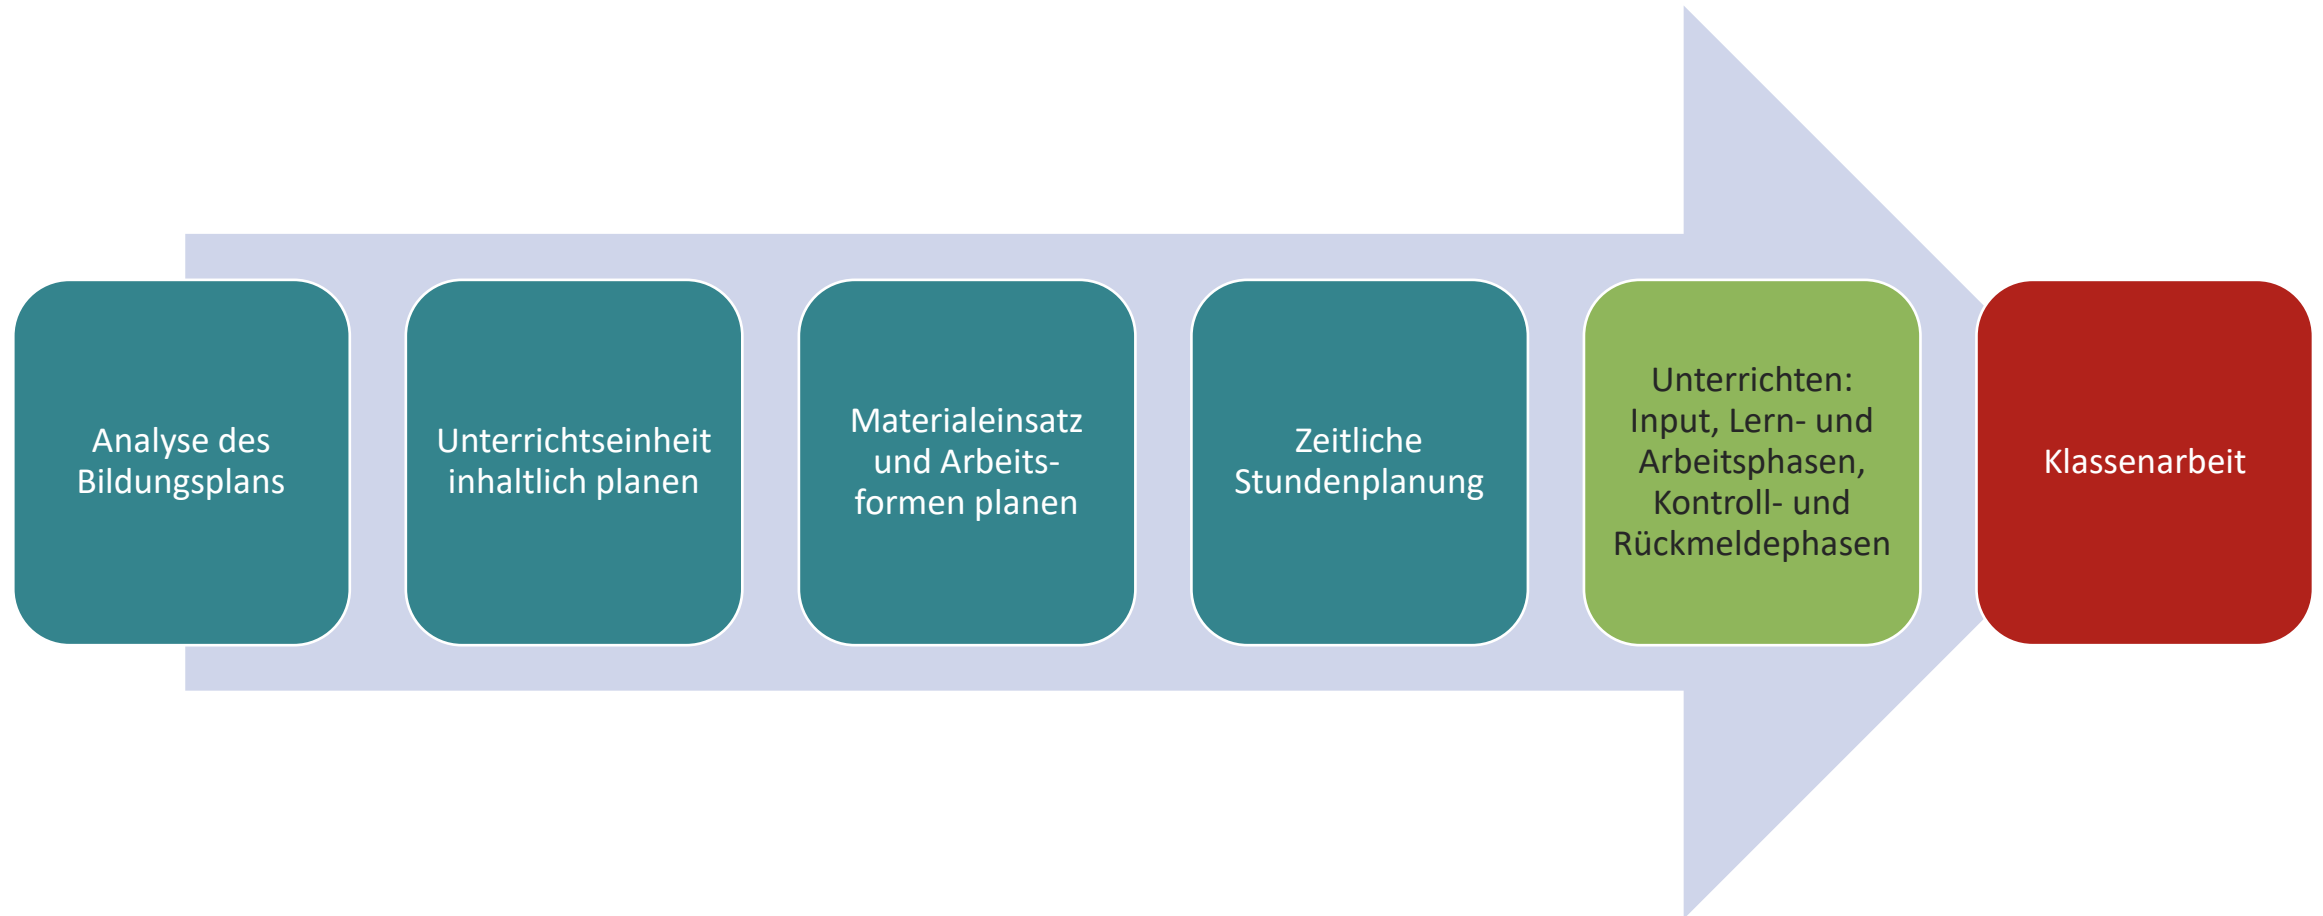 Analyse des
Bildungsplans
Unterrichtseinheit
inhaltlich planen
Materialeinsatz
und Arbeits-
formen planen
Zeitliche
Stundenplanung
Unterrichten:
Input, Lern- und
Arbeitsphasen,
Kontroll- und
Rückmeldephasen
Klassenarbeit